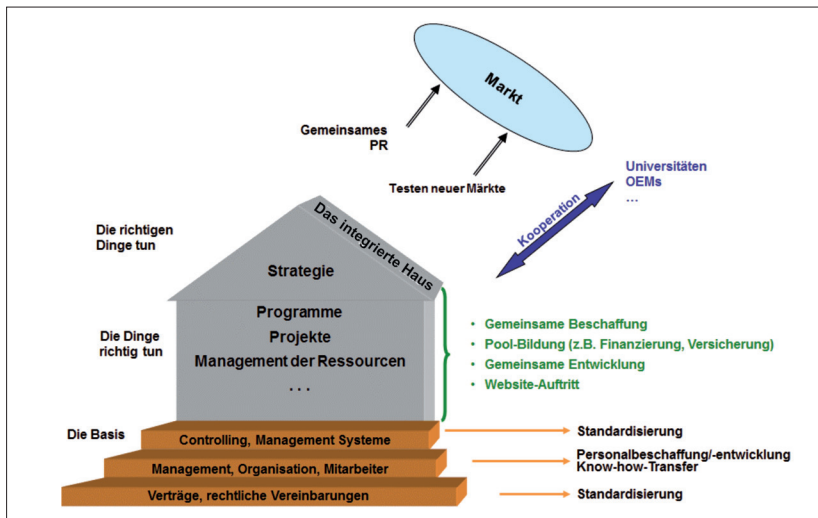 Markt
Gemeinsames
PR
Testen neuer Märkte
Universitäten
OEMs
...
Kooperation
Die richtigen
Dinge tun
Das integrierte Haus
Strategie
Die Dinge
richtig tun
Programme
Projekte
Management der Ressourcen
...
• Gemeinsame Beschaffung
• Pool-Bildung (z.B. Finanzierung, Versicherung)
• Gemeinsame Entwicklung
• Website-Auftritt
Die Basis
Controlling, Management Systeme
Standardisierung
Management, Organisation, Mitarbeiter
Personalbeschaffung/-entwicklung
Know-how-Transfer
Verträge, rechtliche Vereinbarungen
Standardisierung